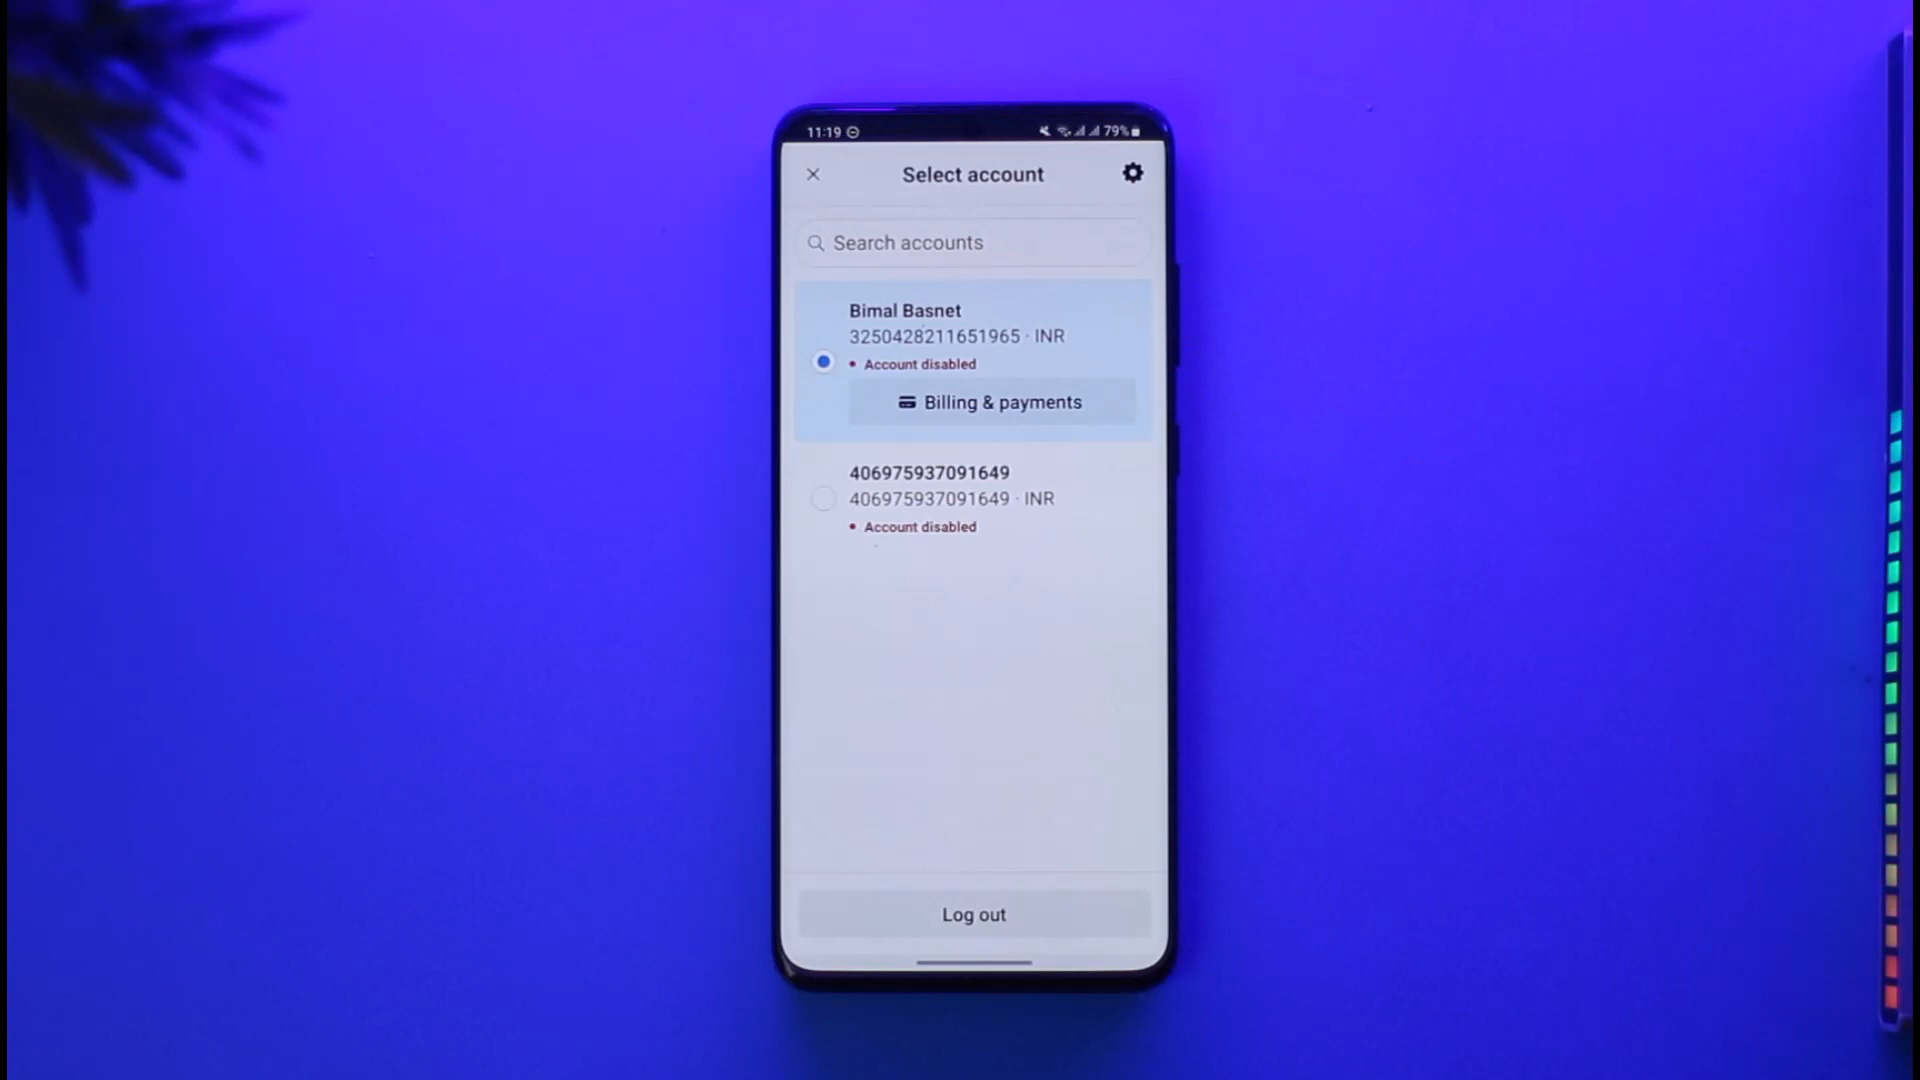 11:19
79%
Select account
Search accounts
Bimal Basnet
3250428211651965 · INR
• Account disabled
Billing & payments
406975937091649
406975937091649 · INR
• Account disabled
Log out